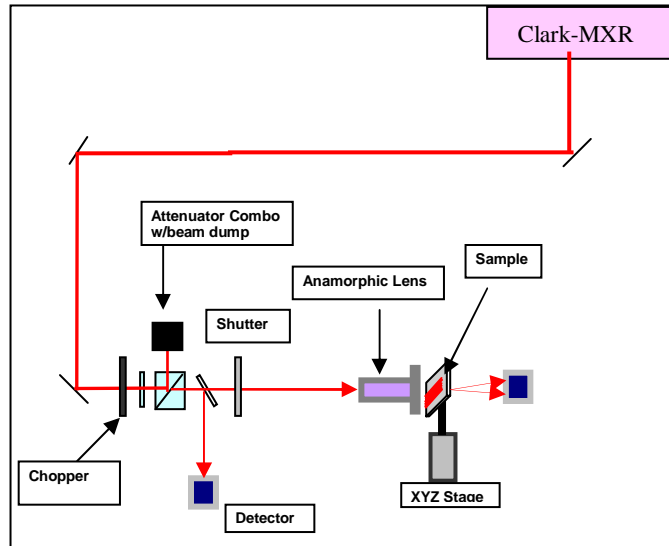 Clark-MXR
Attenuator Combo
w/beam dump
Sample
Anamorphic Lens
Shutter
Chopper
XYZ Stage
Detector